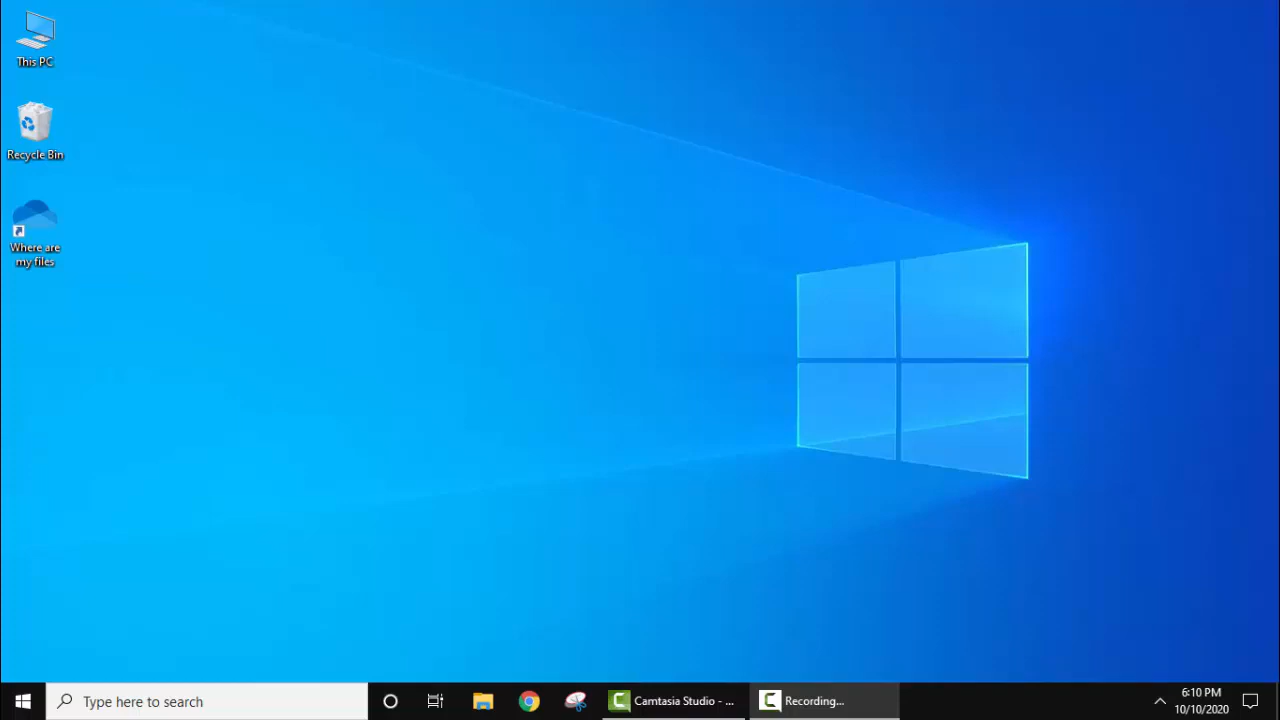 This PC
Recycle Bin
Where are
my files
Type here to search
Camtasia Studio - ...
Recording...
6:10 PM
10/10/2020